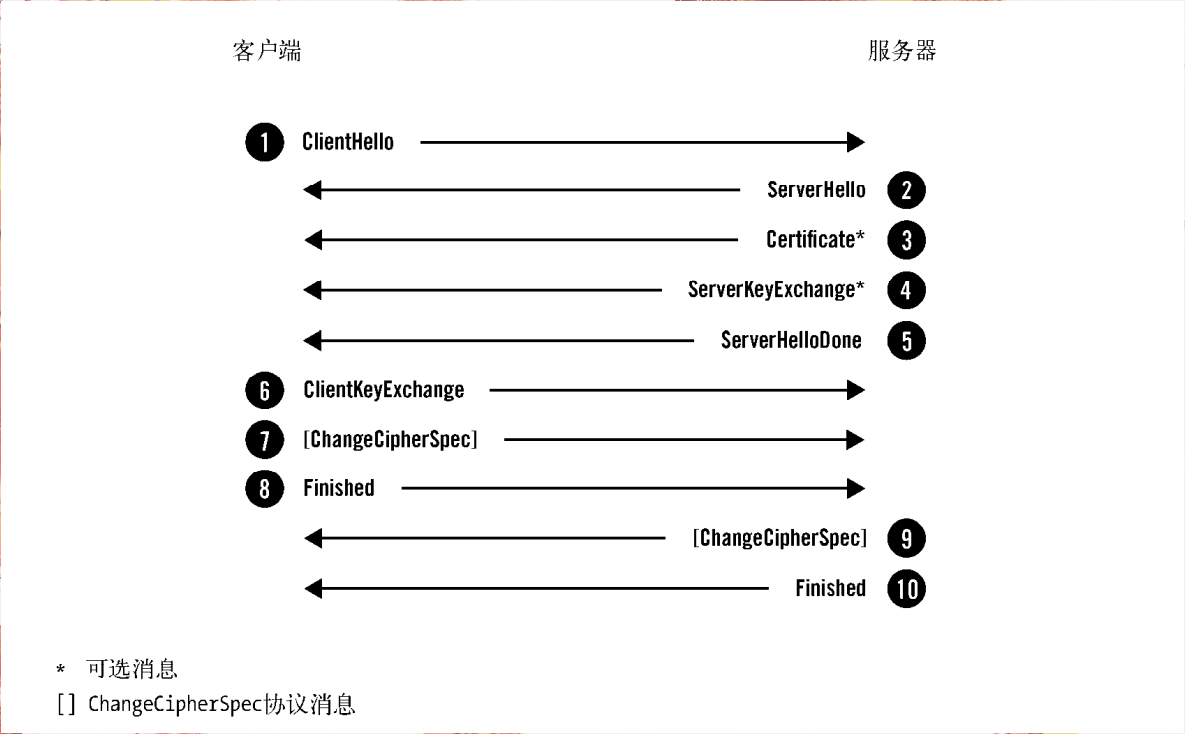 客户端 服务器
1 ClientHello
ServerHello 2
Certificate* 3
ServerKeyExchange* 4
ServerHelloDone 5
6 ClientKeyExchange
7 [ChangeCipherSpec]
8 Finished
[ChangeCipherSpec] 9
Finished 10
* 可选消息
[] ChangeCipherSpec协议消息